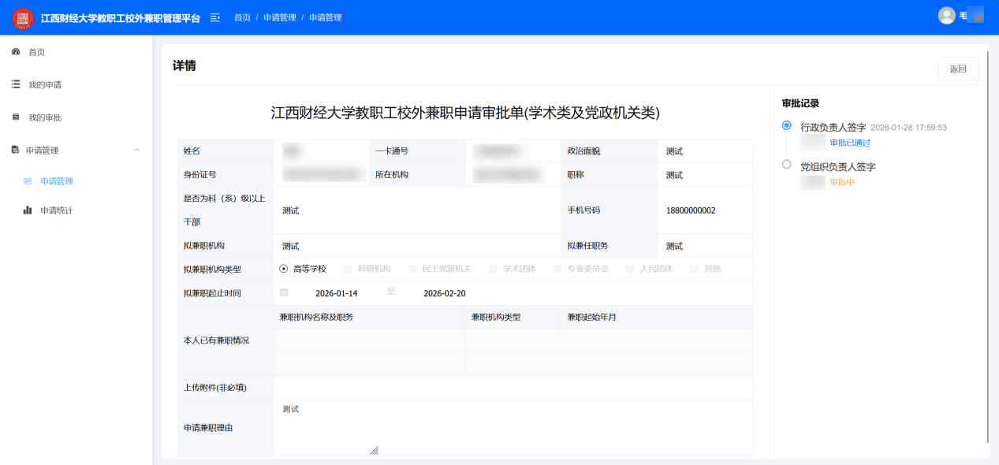 江西财经大学教职工校外兼职管理平台 首页 / 申请管理 / 申请管理 毛
首页
我的申请
我的审批
申请管理
申请管理
申请统计
详情
返回
江西财经大学教职工校外兼职申请审批单(学术类及党政机关类)
姓名 一卡通号 政治面貌 测试
身份证号 所在机构 职称 测试
是否为科（系）级以上干部 测试 手机号码 18800000002
拟兼职机构 测试 拟兼任职务 测试
拟兼职机构类型 高等学校 科研机构 民主党派机关 学术团体 专业委员会 人民团体 其他
拟兼职起止时间 2026-01-14 至 2026-02-20
本人已有兼职情况 兼职机构名称及职务 兼职机构类型 兼职起始年月
上传附件(非必填)
申请兼职理由 测试
审批记录
行政负责人签字 2026-01-28 17:59:53
审批已通过
党组织负责人签字
审批中